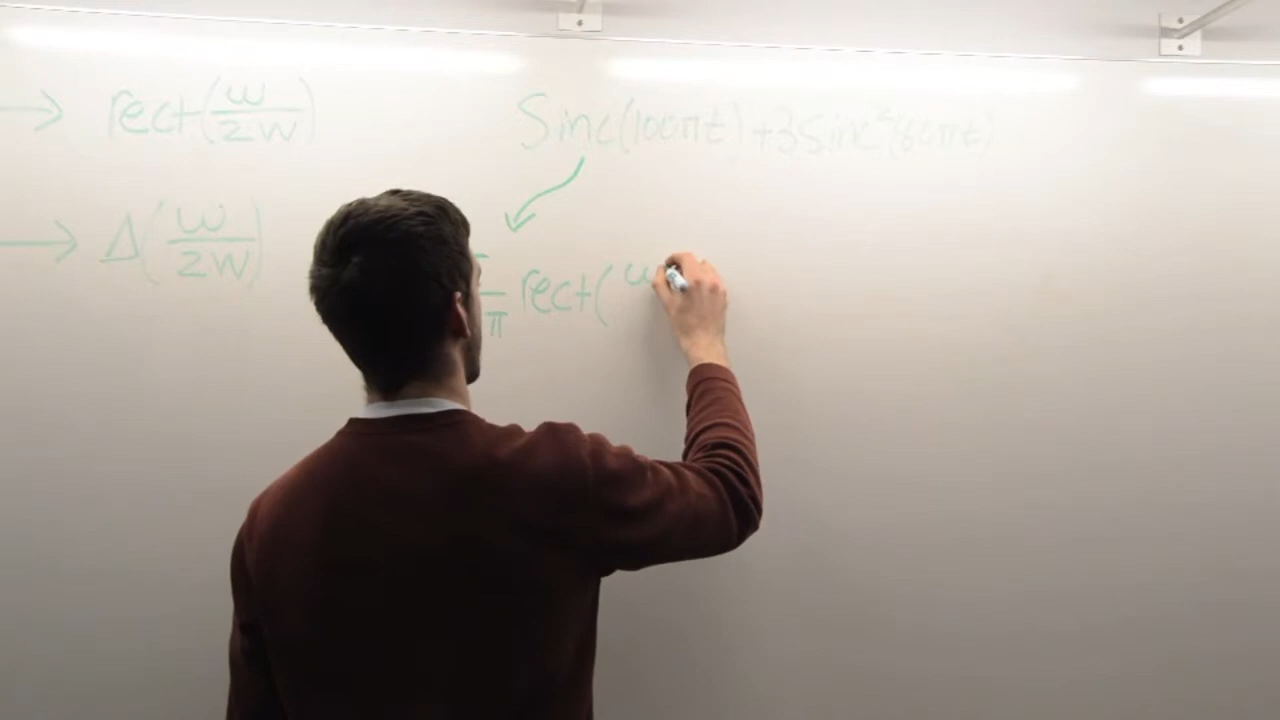 → rect(ω/2W)
Sinc(100πt) + 3Sinc²(60πt)
→ Δ(ω/2W)
π rect( ω